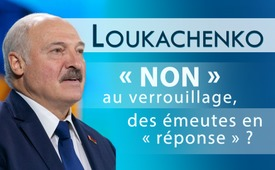 LOUKACHENKO
« NON »
au verrouillage,
des émeutes en
« réponse » ?